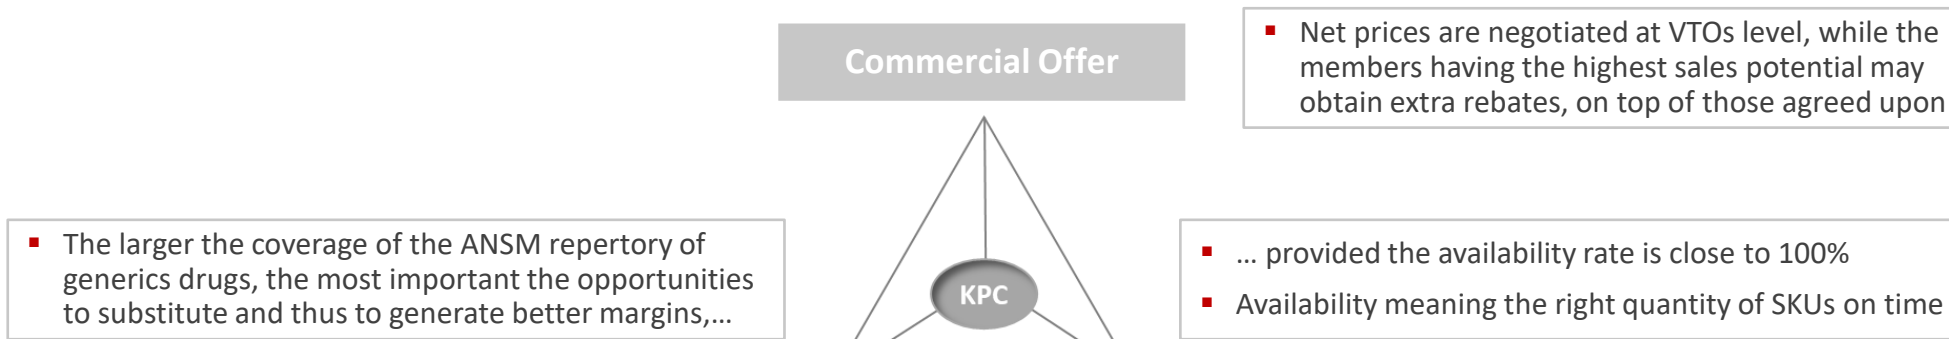 Commercial Offer
▪ Net prices are negotiated at VTOs level, while the
members having the highest sales potential may
obtain extra rebates, on top of those agreed upon
▪ The larger the coverage of the ANSM repertory of
generics drugs, the most important the opportunities
to substitute and thus to generate better margins,...
KPC
▪ ... provided the availability rate is close to 100%
▪ Availability meaning the right quantity of SKUs on time